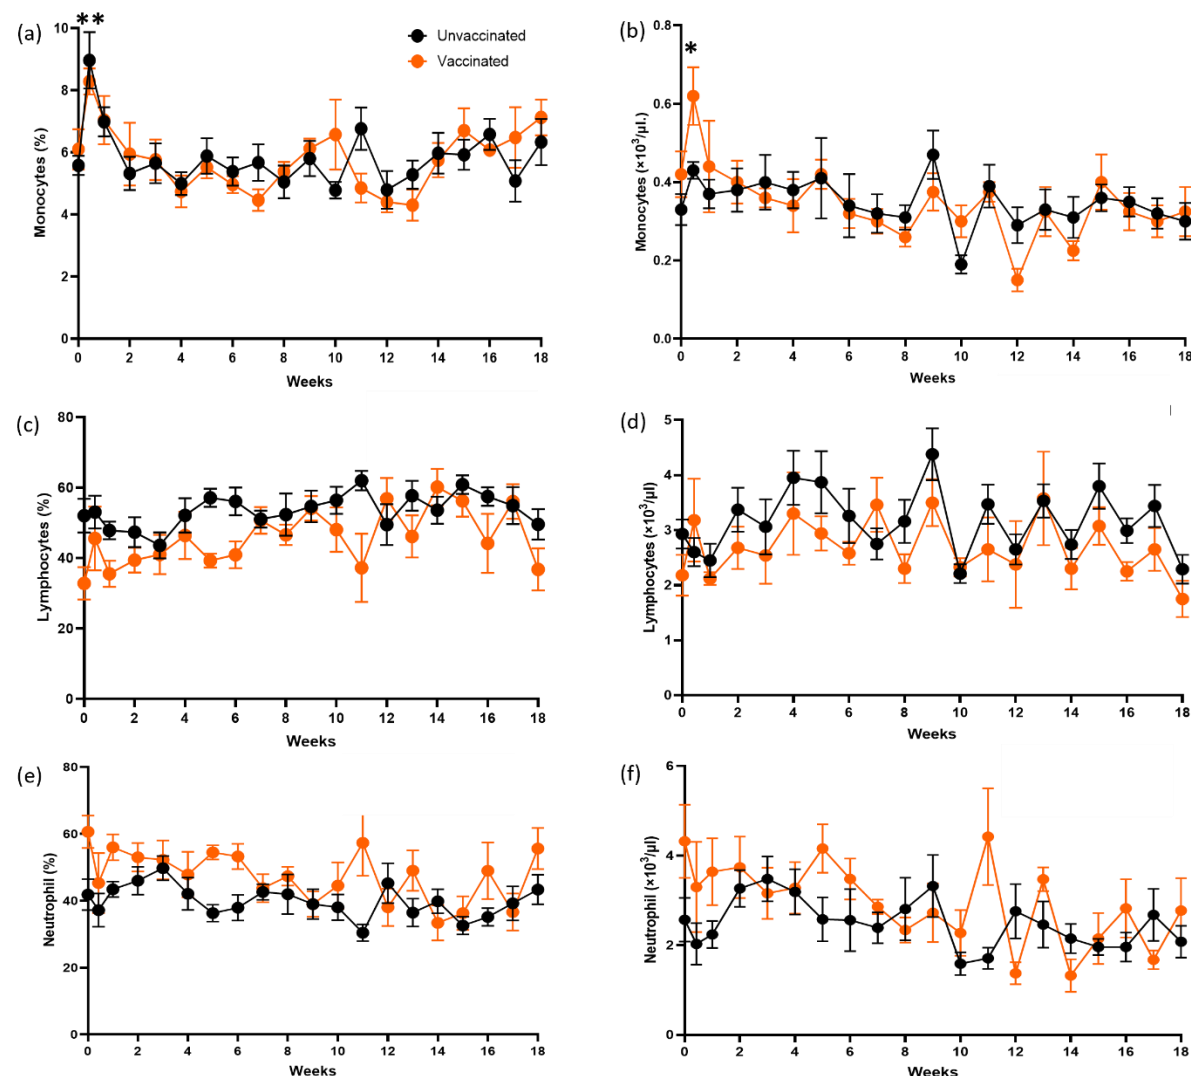 (a)
**
10
8
6
4
2
0
Monocytes (%)
Unvaccinated
Vaccinated
0 2 4 6 8 10 12 14 16 18
Weeks
(b)
*
0.8
0.6
0.4
0.2
0.0
Monocytes (×10³/µl.)
0 2 4 6 8 10 12 14 16 18
Weeks
(c)
80
60
40
20
0
Lymphocytes (%)
0 2 4 6 8 10 12 14 16 18
Weeks
(d)
5
4
3
2
1
0
Lymphocytes (×10³/µl)
0 2 4 6 8 10 12 14 16 18
Weeks
(e)
80
60
40
20
0
Neutrophil (%)
0 2 4 6 8 10 12 14 16 18
Weeks
(f)
6
4
2
0
Neutrophil (×10³/µl)
0 2 4 6 8 10 12 14 16 18
Weeks